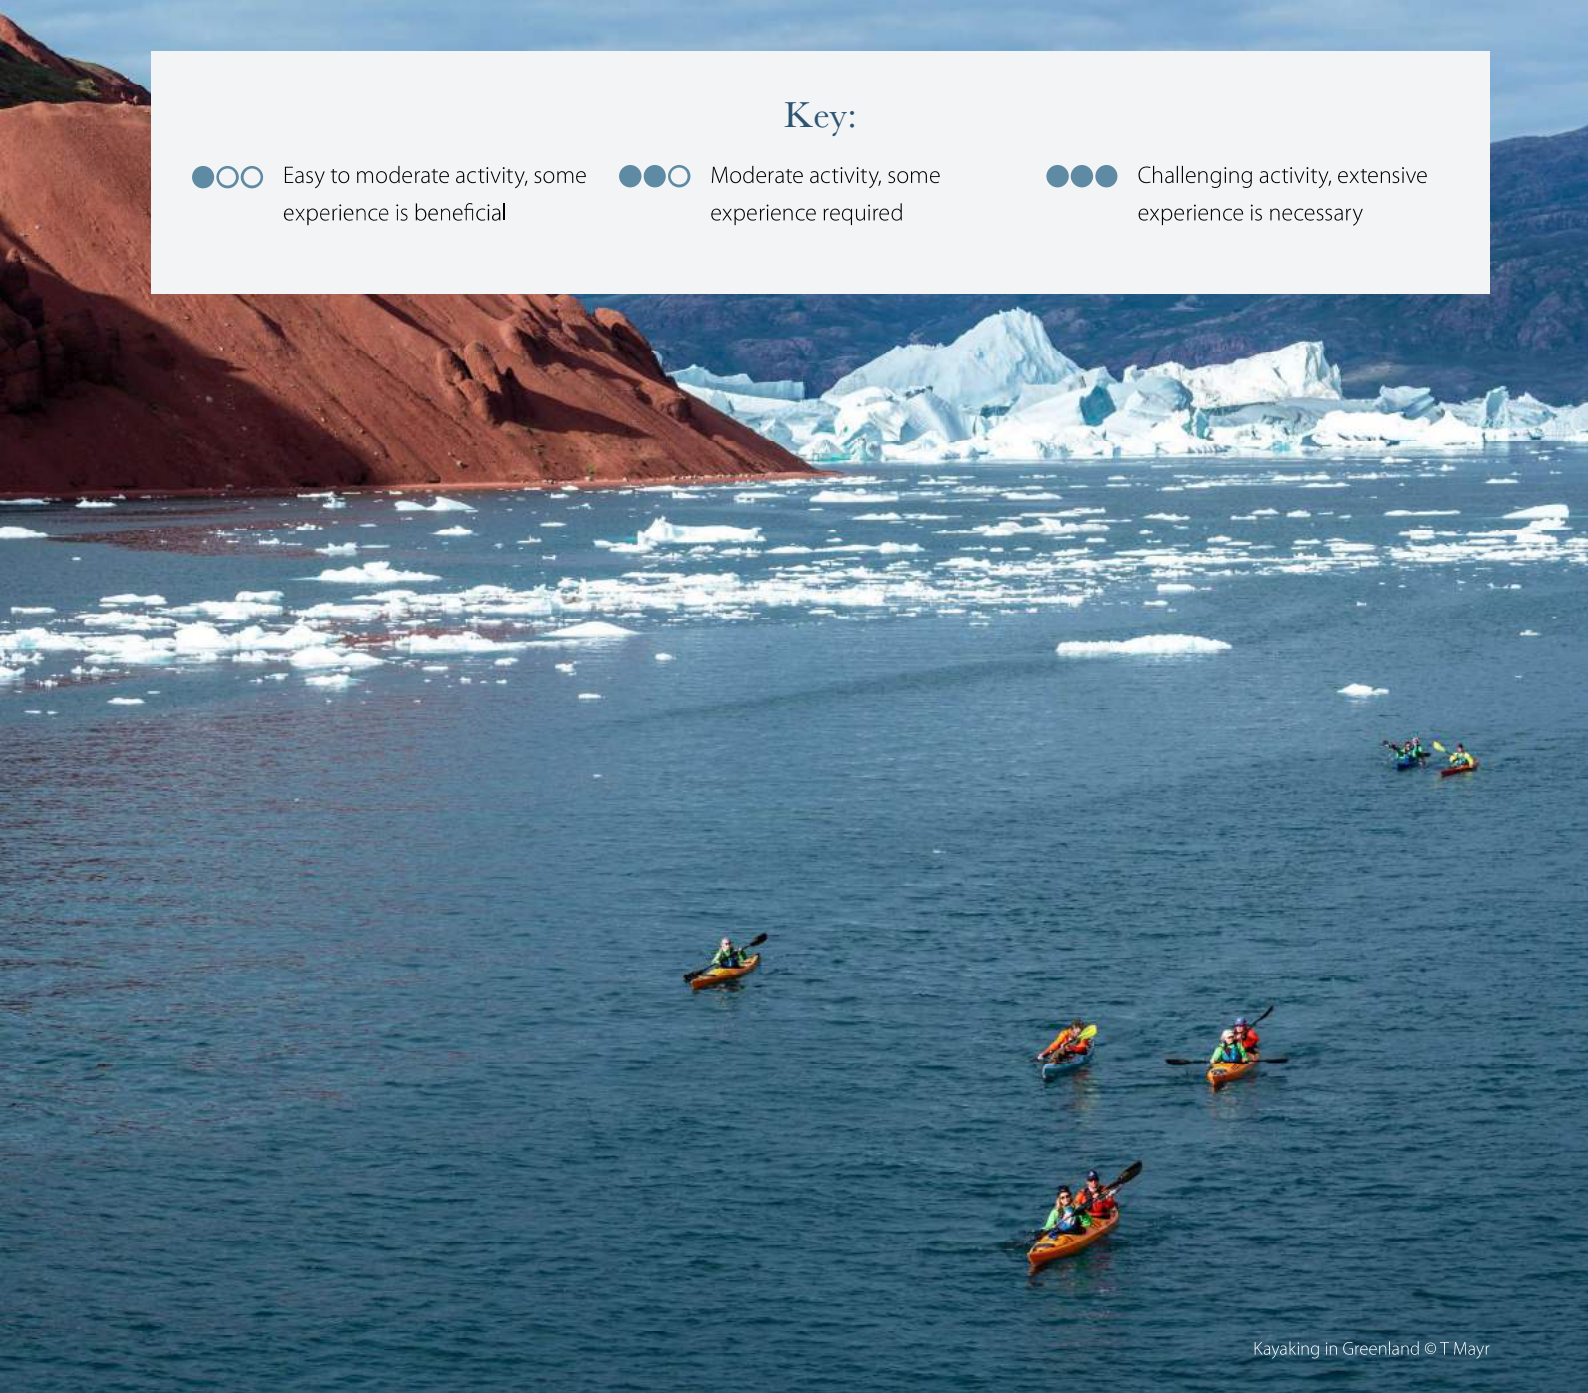 Key:
Easy to moderate activity, some
experience is beneficial
Moderate activity, some
experience required
Challenging activity, extensive
experience is necessary
Kayaking in Greenland © T Mayr